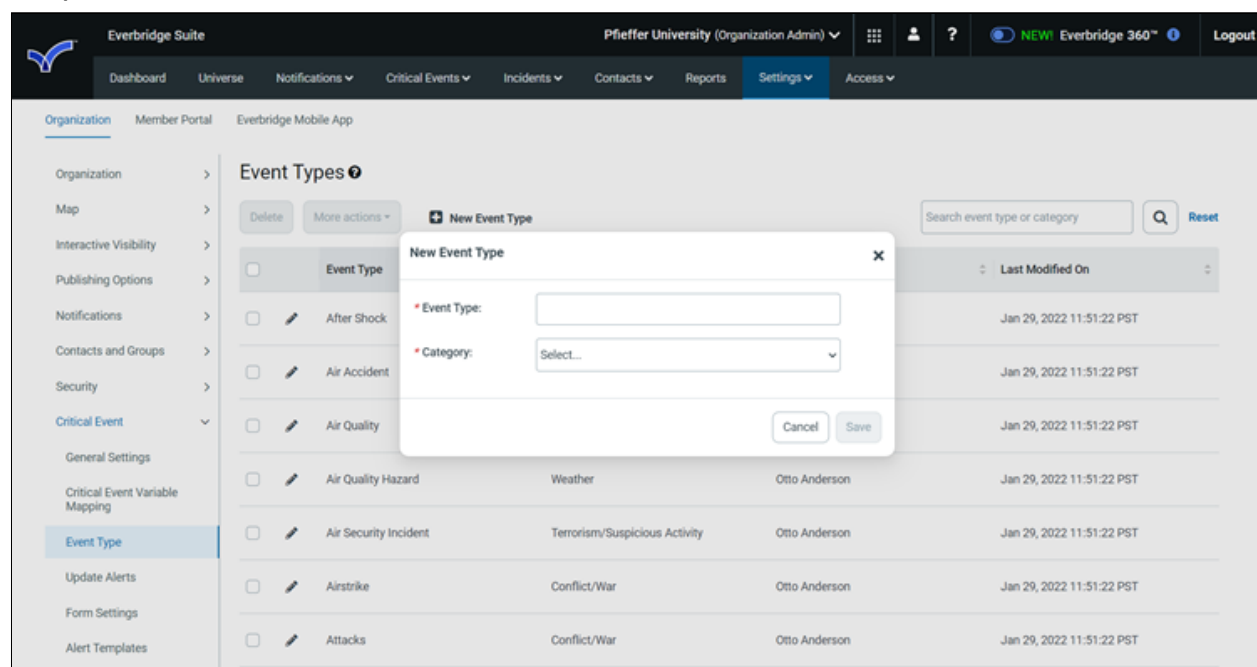 Everbridge Suite
Pfieffer University (Organization Admin)
?
NEW! Everbridge 360™
Logout
Dashboard Universe Notifications Critical Events Incidents Contacts Reports Settings Access
Organization Member Portal Everbridge Mobile App
Organization
Map
Interactive Visibility
Publishing Options
Notifications
Contacts and Groups
Security
Critical Event
General Settings
Critical Event Variable
Mapping
Event Type
Update Alerts
Form Settings
Alert Templates
Event Types
Delete More actions New Event Type Search event type or category Reset
Event Type Last Modified On
New Event Type
* Event Type:
* Category: Select...
Cancel Save
After Shock Jan 29, 2022 11:51:22 PST
Air Accident Jan 29, 2022 11:51:22 PST
Air Quality Jan 29, 2022 11:51:22 PST
Air Quality Hazard Weather Otto Anderson Jan 29, 2022 11:51:22 PST
Air Security Incident Terrorism/Suspicious Activity Otto Anderson Jan 29, 2022 11:51:22 PST
Airstrike Conflict/War Otto Anderson Jan 29, 2022 11:51:22 PST
Attacks Conflict/War Otto Anderson Jan 29, 2022 11:51:22 PST